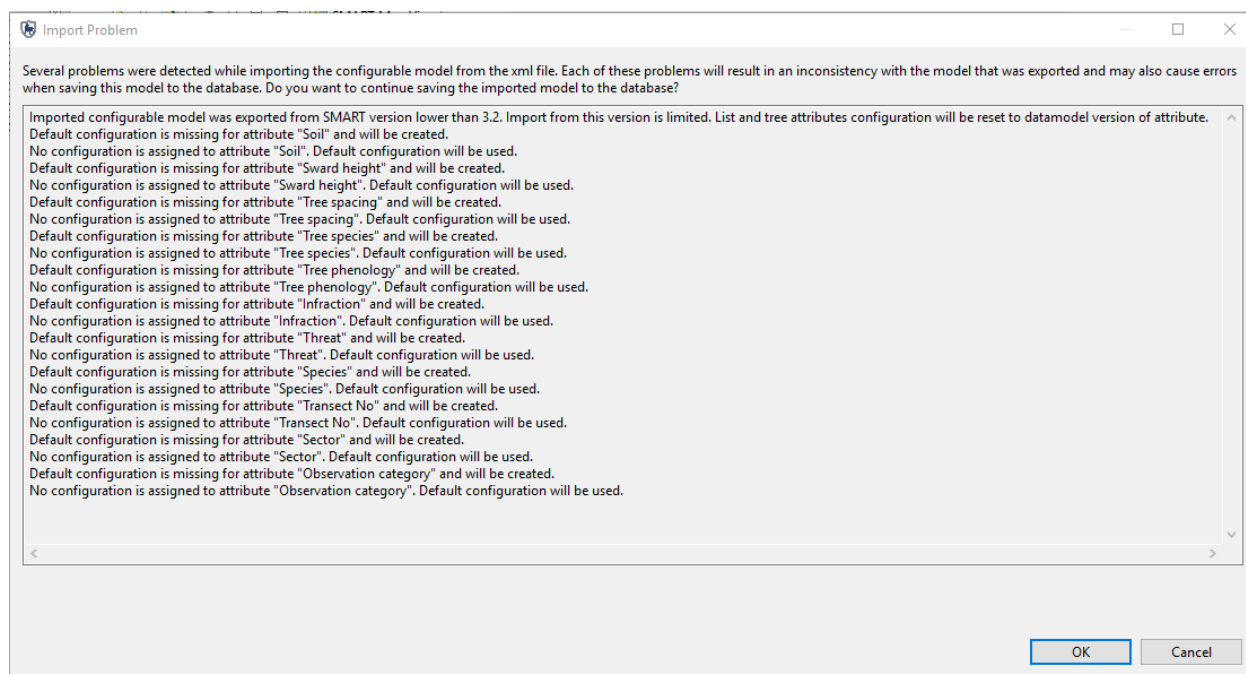 Import Problem
Several problems were detected while importing the configurable model from the xml file. Each of these problems will result in an inconsistency with the model that was exported and may also cause errors
when saving this model to the database. Do you want to continue saving the imported model to the database?
Imported configurable model was exported from SMART version lower than 3.2. Import from this version is limited. List and tree attributes configuration will be reset to datamodel version of attribute.
Default configuration is missing for attribute "Soil" and will be created.
No configuration is assigned to attribute "Soil". Default configuration will be used.
Default configuration is missing for attribute "Sward height" and will be created.
No configuration is assigned to attribute "Sward height". Default configuration will be used.
Default configuration is missing for attribute "Tree spacing" and will be created.
No configuration is assigned to attribute "Tree spacing". Default configuration will be used.
Default configuration is missing for attribute "Tree species" and will be created.
No configuration is assigned to attribute "Tree species". Default configuration will be used.
Default configuration is missing for attribute "Tree phenology" and will be created.
No configuration is assigned to attribute "Tree phenology". Default configuration will be used.
Default configuration is missing for attribute "Infraction" and will be created.
No configuration is assigned to attribute "Infraction". Default configuration will be used.
Default configuration is missing for attribute "Threat" and will be created.
No configuration is assigned to attribute "Threat". Default configuration will be used.
Default configuration is missing for attribute "Species" and will be created.
No configuration is assigned to attribute "Species". Default configuration will be used.
Default configuration is missing for attribute "Transect No" and will be created.
No configuration is assigned to attribute "Transect No". Default configuration will be used.
Default configuration is missing for attribute "Sector" and will be created.
No configuration is assigned to attribute "Sector". Default configuration will be used.
Default configuration is missing for attribute "Observation category" and will be created.
No configuration is assigned to attribute "Observation category". Default configuration will be used.
OK
Cancel